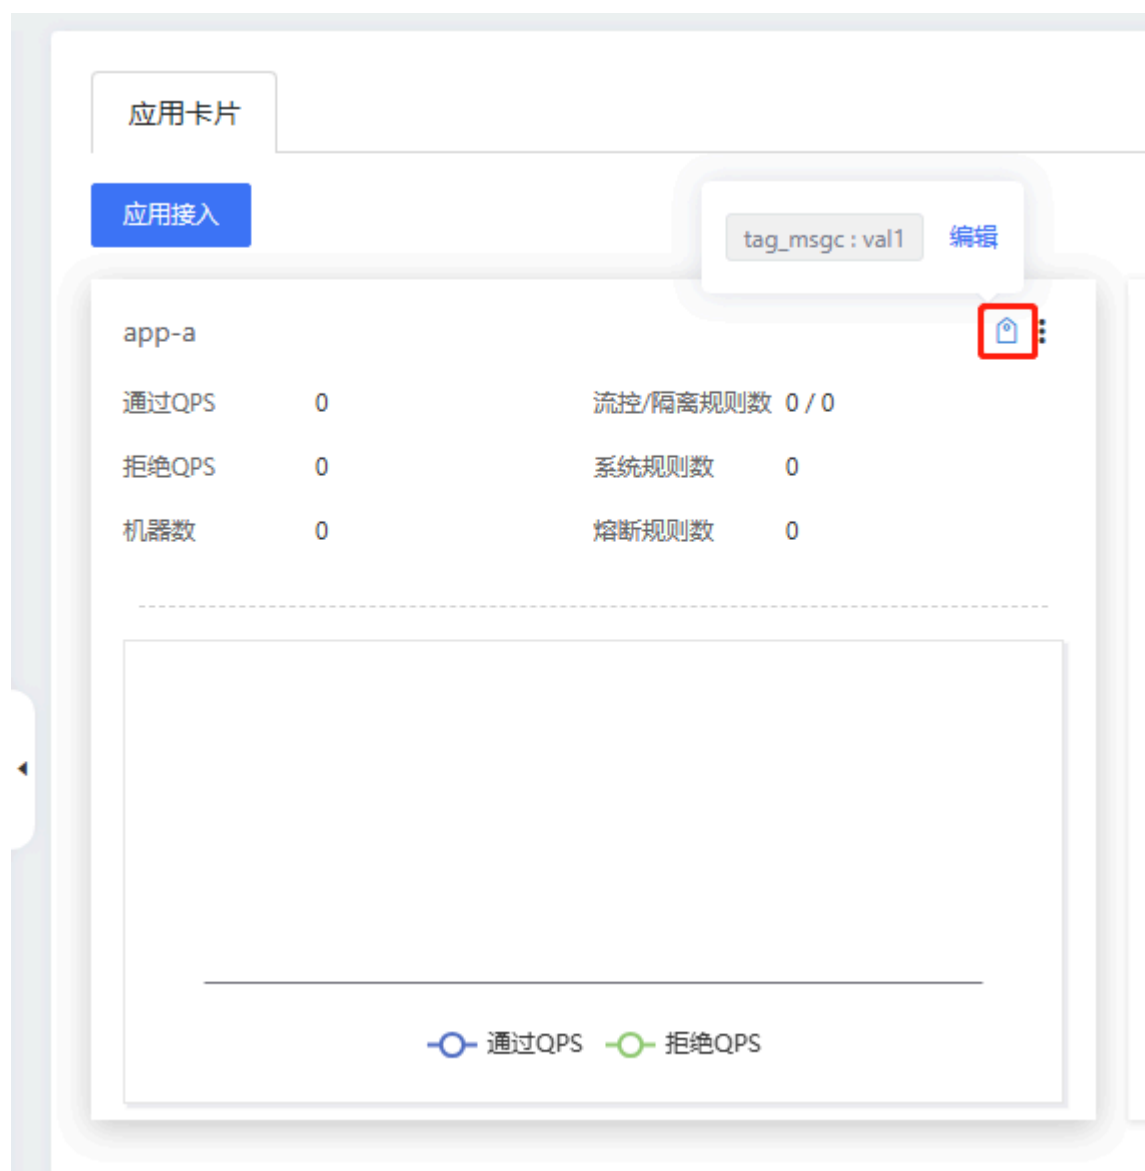 应用卡片
应用接入
tag_msgc : val1 编辑
app-a
通过QPS 0 流控/隔离规则数 0 / 0
拒绝QPS 0 系统规则数 0
机器数 0 熔断规则数 0
通过QPS 拒绝QPS